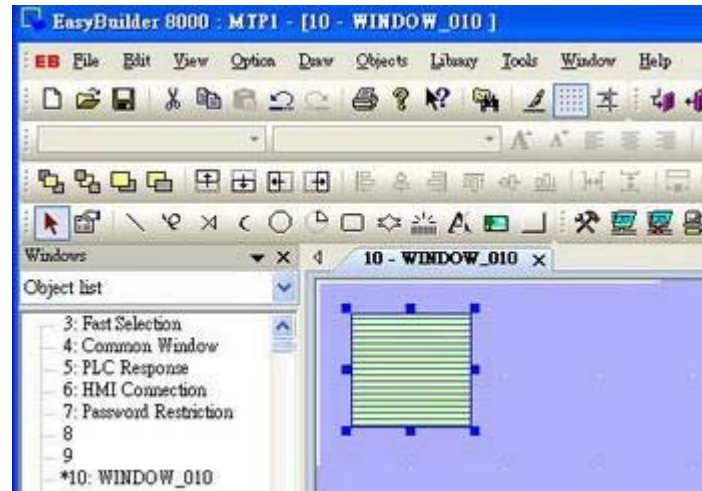 EasyBuilder 8000 : MTP1 - [10 - WINDOW_010 ]
EB File Edit View Option Draw Objects Library Tools Window Help
Windows
10 - WINDOW_010
Object list
3: Fast Selection
4: Common Window
5: PLC Response
6: HMI Connection
7: Password Restriction
8
9
*10: WINDOW_010